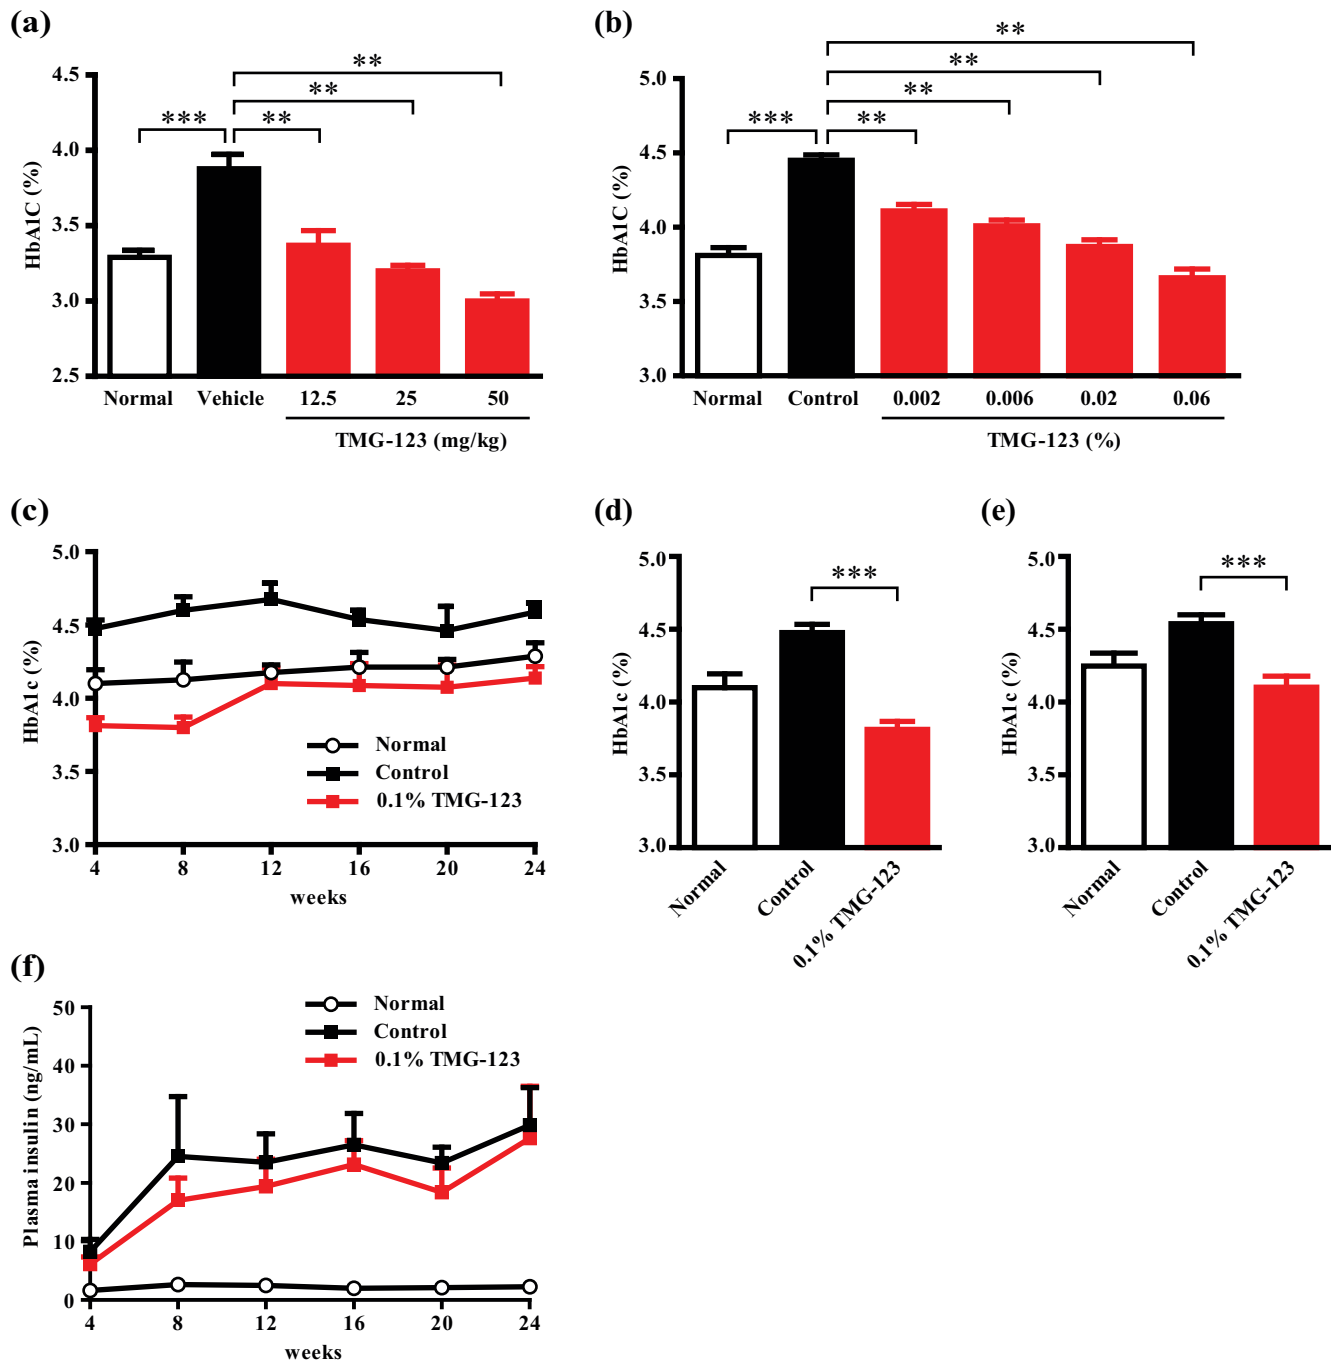 (a)
** 
**
*** **
4.5
4.0
3.5
3.0
2.5
HbA1C (%)
Normal Vehicle 12.5 25 50
TMG-123 (mg/kg)
(b)
**
**
**
*** **
5.0
4.5
4.0
3.5
3.0
HbA1C (%)
Normal Control 0.002 0.006 0.02 0.06
TMG-123 (%)
(c)
5.0
4.5
4.0
3.5
3.0
HbA1c (%)
Normal
Control
0.1% TMG-123
4 8 12 16 20 24
weeks
(d)
***
5.0
4.5
4.0
3.5
3.0
HbA1c (%)
Normal
Control
0.1% TMG-123
(e)
***
5.0
4.5
4.0
3.5
3.0
HbA1c (%)
Normal
Control
0.1% TMG-123
(f)
Normal
Control
0.1% TMG-123
50
40
30
20
10
0
Plasma insulin (ng/mL)
4 8 12 16 20 24
weeks